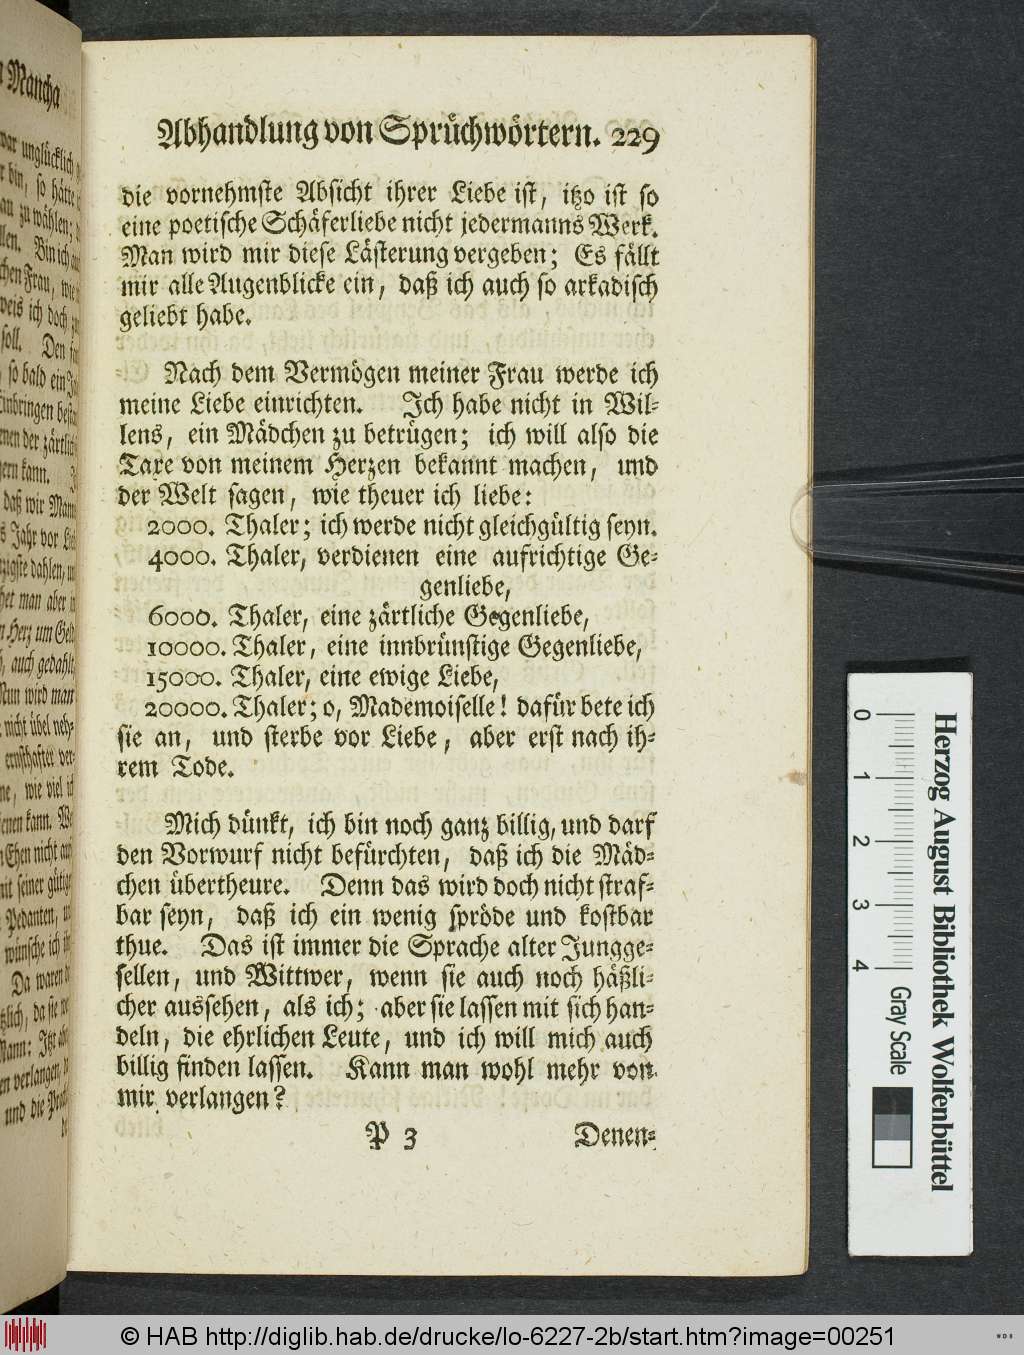 Abhandlung von Sprüchwörtern. 229
die vornehmste Absicht ihrer Liebe ist, itzo ist so
eine poetische Schäferliebe nicht jedermanns Werk.
Man wird mir diese Lästerung vergeben; Es fällt
mir alle Augenblicke ein, daß ich auch so arkadisch
geliebt habe.
Nach dem Vermögen meiner Frau werde ich
meine Liebe einrichten. Ich habe nicht in Wil-
lens, ein Mädchen zu betrügen; ich will also die
Taxe von meinem Herzen bekannt machen, und
der Welt sagen, wie theuer ich liebe:
2000. Thaler; ich werde nicht gleichgültig seyn.
4000. Thaler, verdienen eine aufrichtige Ge-
genliebe,
6000. Thaler, eine zärtliche Gegenliebe,
10000. Thaler, eine innbrünstige Gegenliebe,
15000. Thaler, eine ewige Liebe,
20000. Thaler; o, Mademoiselle! dafür bete ich
sie an, und sterbe vor Liebe, aber erst nach ih-
rem Tode.
Mich dünkt, ich bin noch ganz billig, und darf
den Vorwurf nicht befürchten, daß ich die Mäd-
chen übertheure. Denn das wird doch nicht straf-
bar seyn, daß ich ein wenig spröde und kostbar
thue. Das ist immer die Sprache alter Jungge-
sellen, und Wittwer, wenn sie auch noch häßli-
cher aussehen, als ich; aber sie lassen mit sich han-
deln, die ehrlichen Leute, und ich will mich auch
billig finden lassen. Kann man wohl mehr von
mir verlangen?
P 3 Denen-
Herzog August Bibliothek Wolfenbüttel
0 1 2 3 4
Gray Scale
© HAB http://diglib.hab.de/drucke/lo-6227-2b/start.htm?image=00251